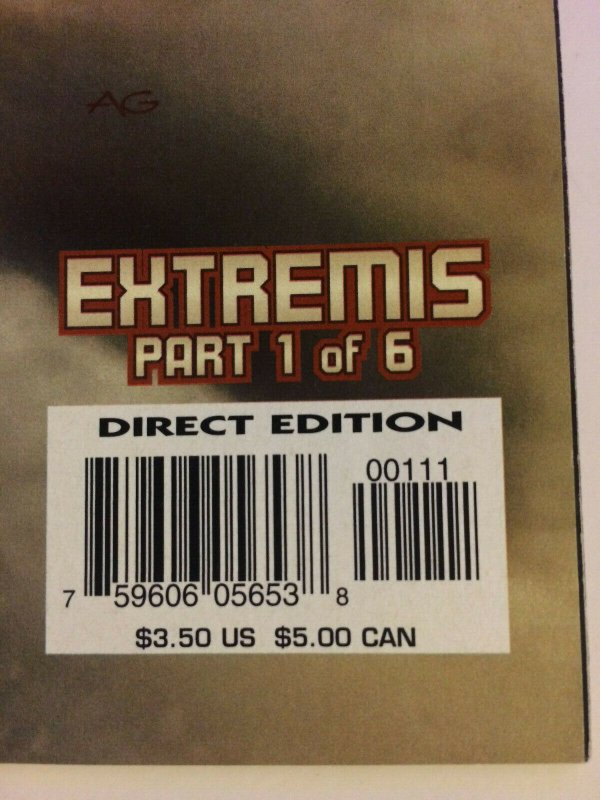 AG
EXTREMIS
PART 1 of 6
DIRECT EDITION
00111
7 59606 05653 8
$3.50 US $5.00 CAN